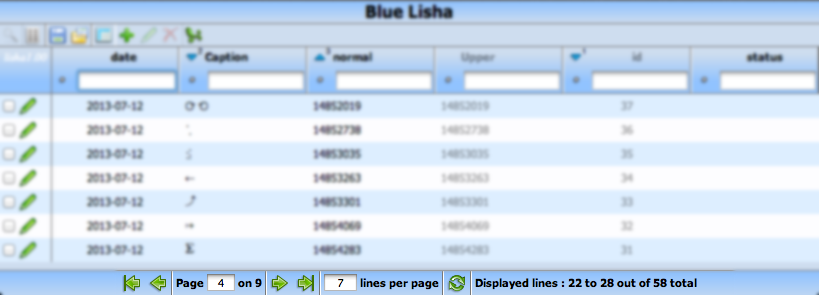 Blue Lisha
date Caption normal Upper id status
2013-07-12 14852019 14852019 37
2013-07-12 14852738 14852738 36
2013-07-12 14853035 14853035 35
2013-07-12 ← 14853263 14853263 34
2013-07-12 14853301 14853301 33
2013-07-12 → 14854069 14854069 32
2013-07-12 Σ 14854283 14854283 31
Page 4 on 9 7 lines per page Displayed lines : 22 to 28 out of 58 total